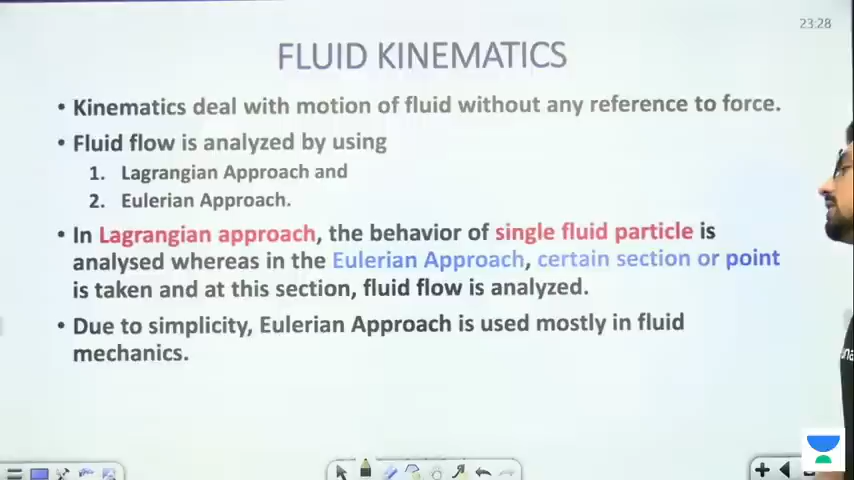 23:28
FLUID KINEMATICS
• Kinematics deal with motion of fluid without any reference to force.
• Fluid flow is analyzed by using
1. Lagrangian Approach and
2. Eulerian Approach.
• In Lagrangian approach, the behavior of single fluid particle is
analysed whereas in the Eulerian Approach, certain section or point
is taken and at this section, fluid flow is analyzed.
• Due to simplicity, Eulerian Approach is used mostly in fluid
mechanics.